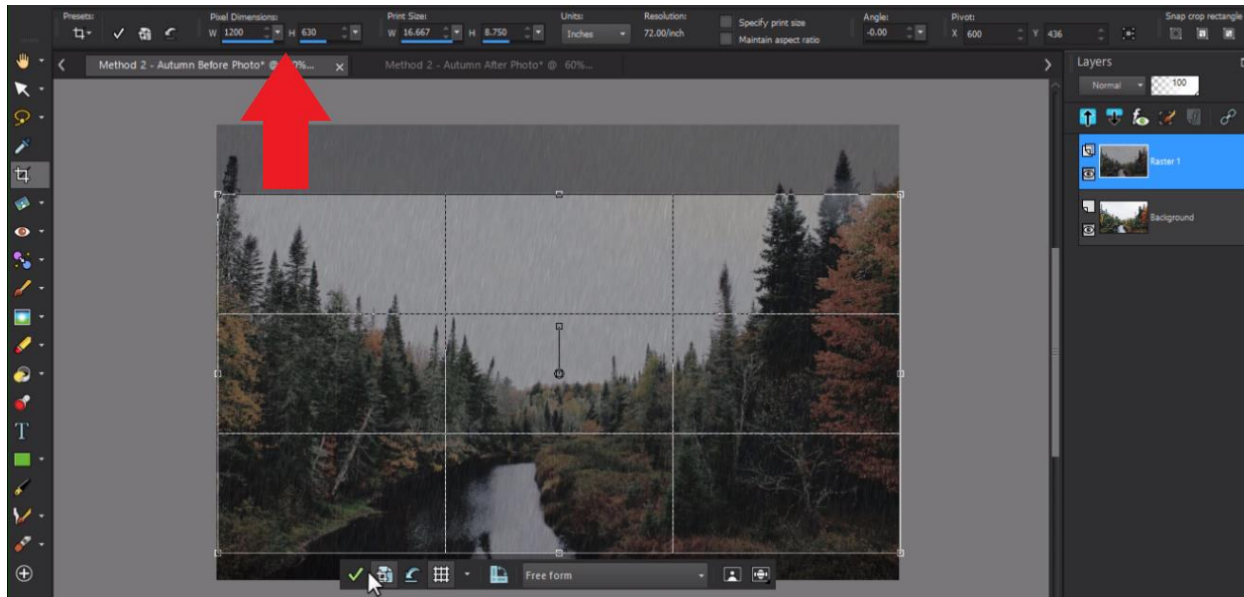 Presets:
Pixel Dimensions:
Print Size:
Units:
Resolution:
Specify print size
Maintain aspect ratio
Angle:
Pivot:
Snap crop rectangle
W 1200
H 630
W 16.667
H 8.750
Inches
72.00/inch
-0.00
X 600
Y 436
Method 2 - Autumn Before Photo* @
Method 2 - Autumn After Photo* @ 60%...
Layers
Normal
100
Raster 1
Background
T
Free form